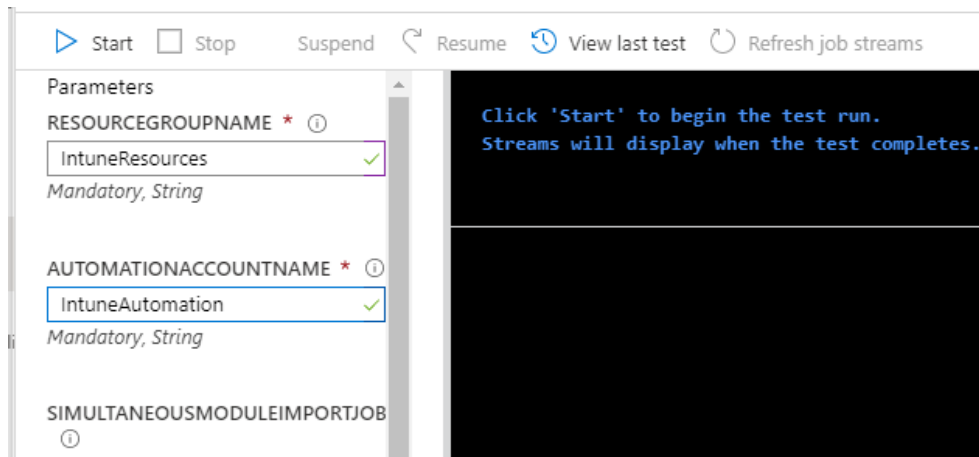 Start Stop Suspend Resume View last test Refresh job streams
Parameters
RESOURCEGROUPNAME *
IntuneResources
Mandatory, String
AUTOMATIONACCOUNTNAME *
IntuneAutomation
Mandatory, String
SIMULTANEOUSMODULEIMPORTJOB
Click 'Start' to begin the test run.
Streams will display when the test completes.